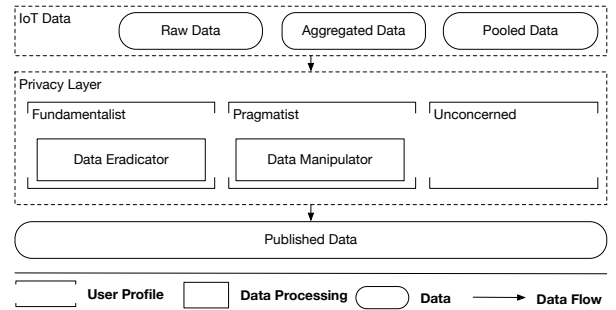 IoT Data
Raw Data Aggregated Data Pooled Data
Privacy Layer
Fundamentalist Pragmatist Unconcerned
Data Eradicator Data Manipulator
Published Data
User Profile Data Processing Data Data Flow